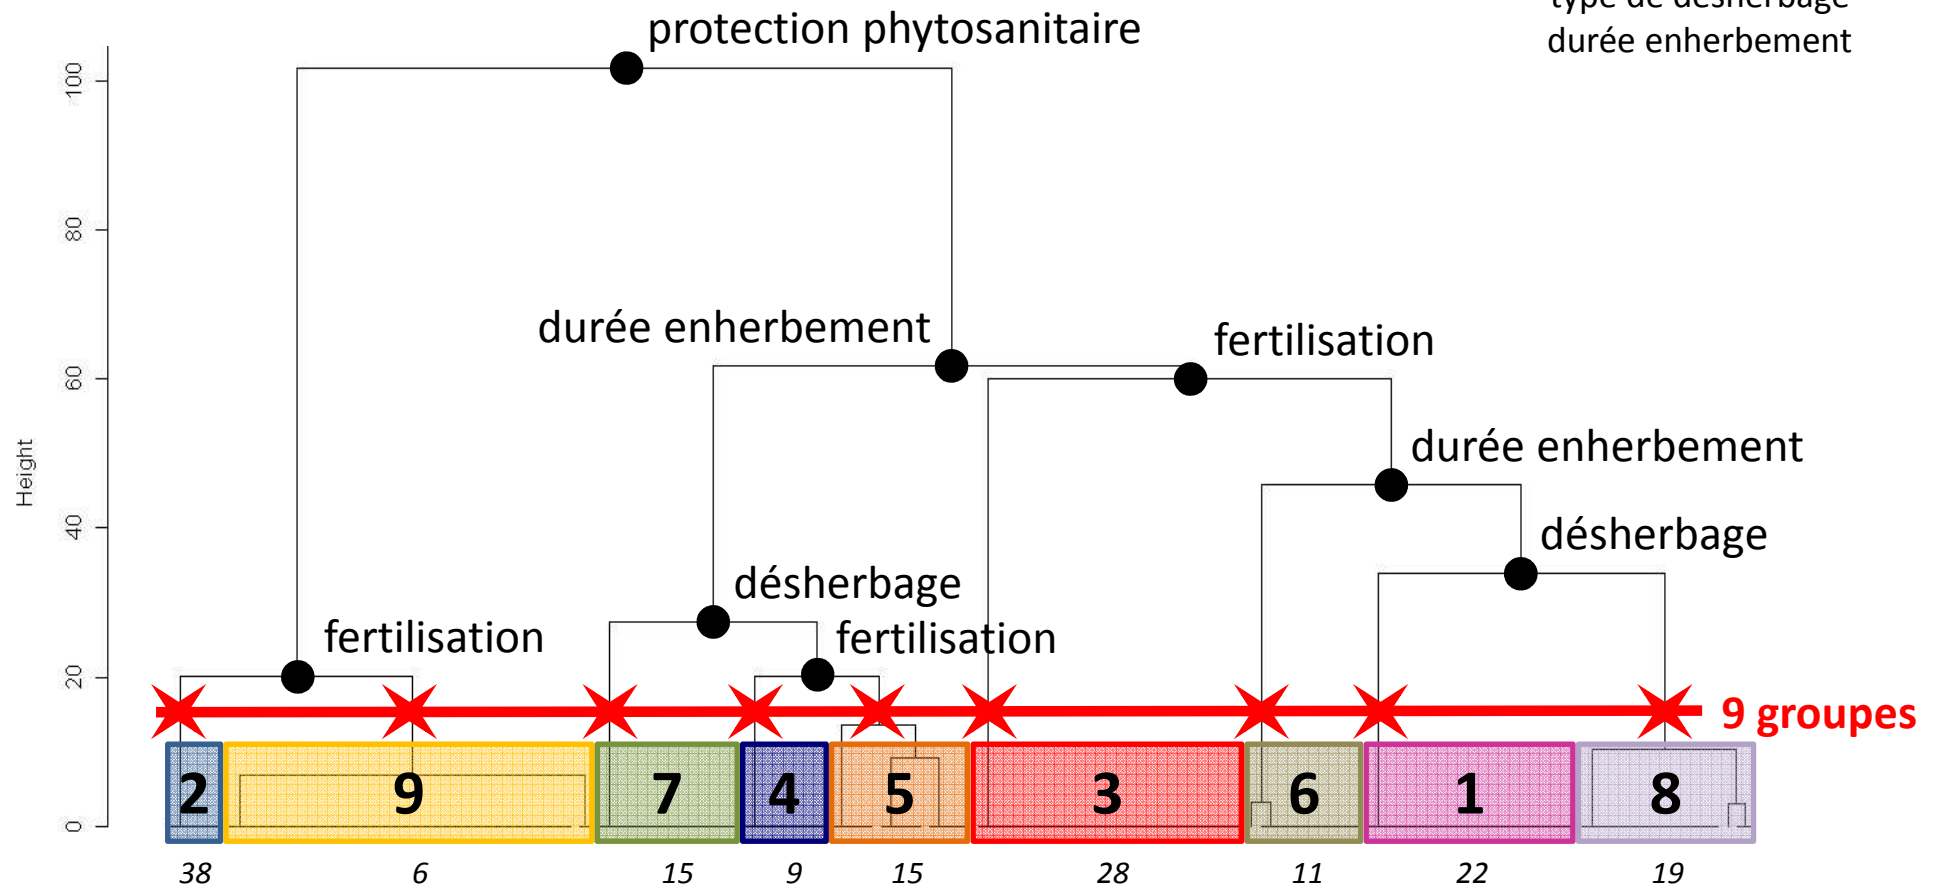 type de désherbage
durée enherbement
protection phytosanitaire
100
80
durée enherbement
fertilisation
60
durée enherbement
Height
40
désherbage
désherbage
fertilisation
fertilisation
20
9 groupes
2 9 7 4 5 3 6 1 8
0
38 6 15 9 15 28 11 22 19